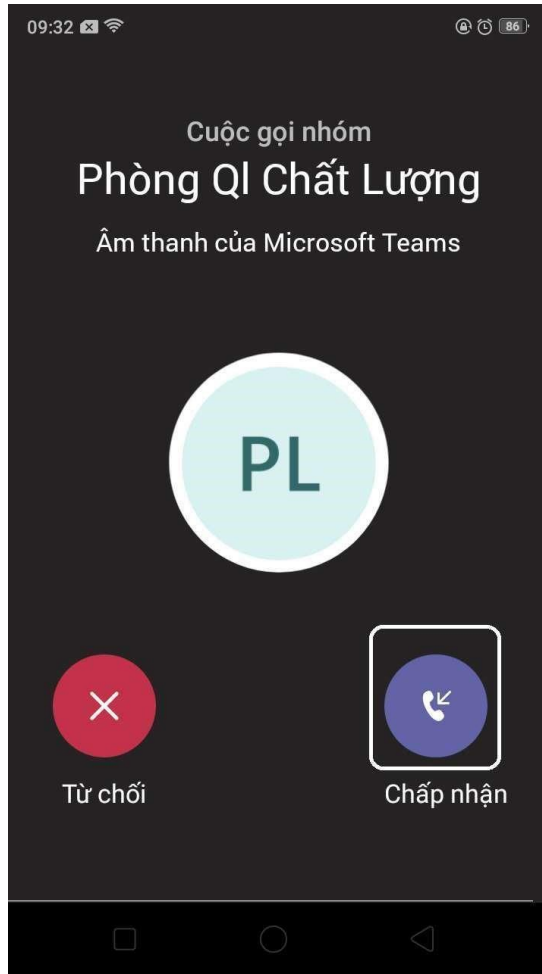 09:32
86
Cuộc gọi nhóm
Phòng Ql Chất Lượng
Âm thanh của Microsoft Teams
PL
Từ chối
Chấp nhận